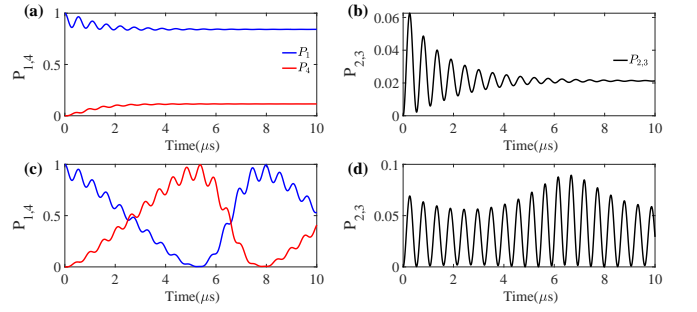 (a)
1
0.5
0
P1,4
P1
P4
0 2 4 6 8 10
Time(μs)
(b)
0.06
0.04
0.02
0
P2,3
P2,3
0 2 4 6 8 10
Time(μs)
(c)
1
0.5
0
P1,4
0 2 4 6 8 10
Time(μs)
(d)
0.1
0.05
0
P2,3
0 2 4 6 8 10
Time(μs)